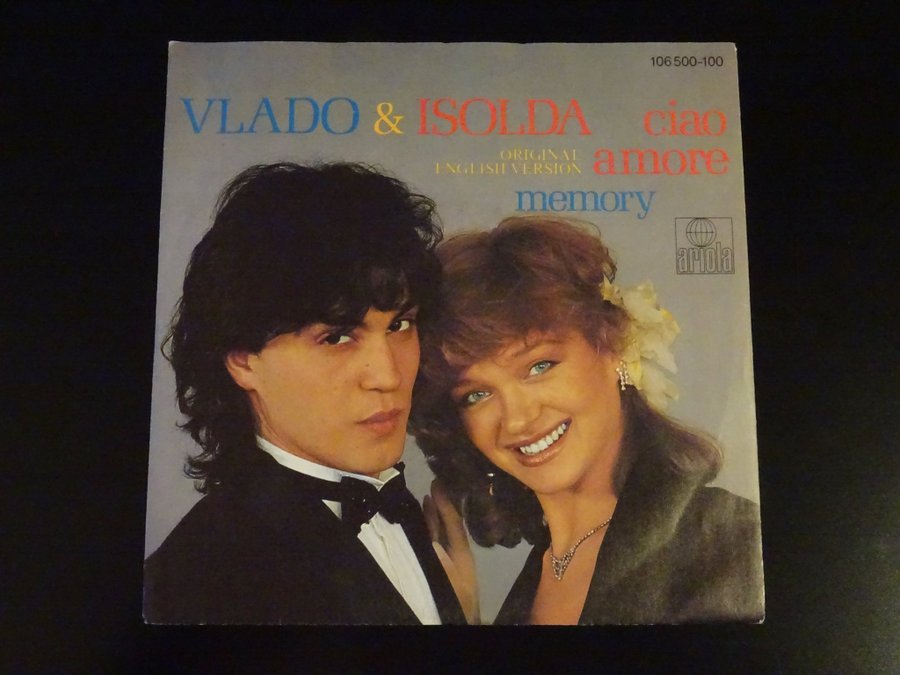 106 500-100
VLADO & ISOLDA ciao
ORIGINAL
ENGLISH VERSION amore
memory
ariola